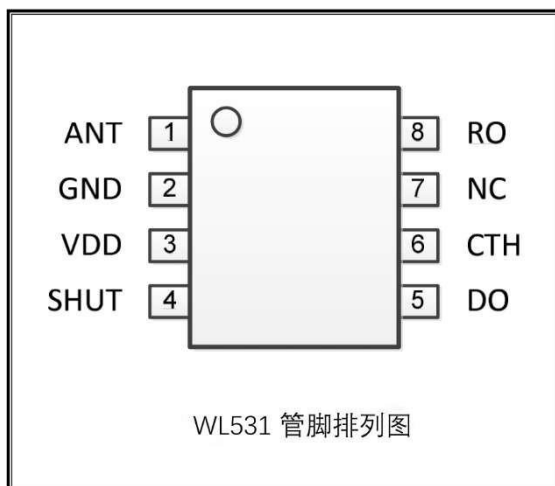 ANT 1 8 RO
GND 2 7 NC
VDD 3 6 CTH
SHUT 4 5 DO
WL531 管脚排列图